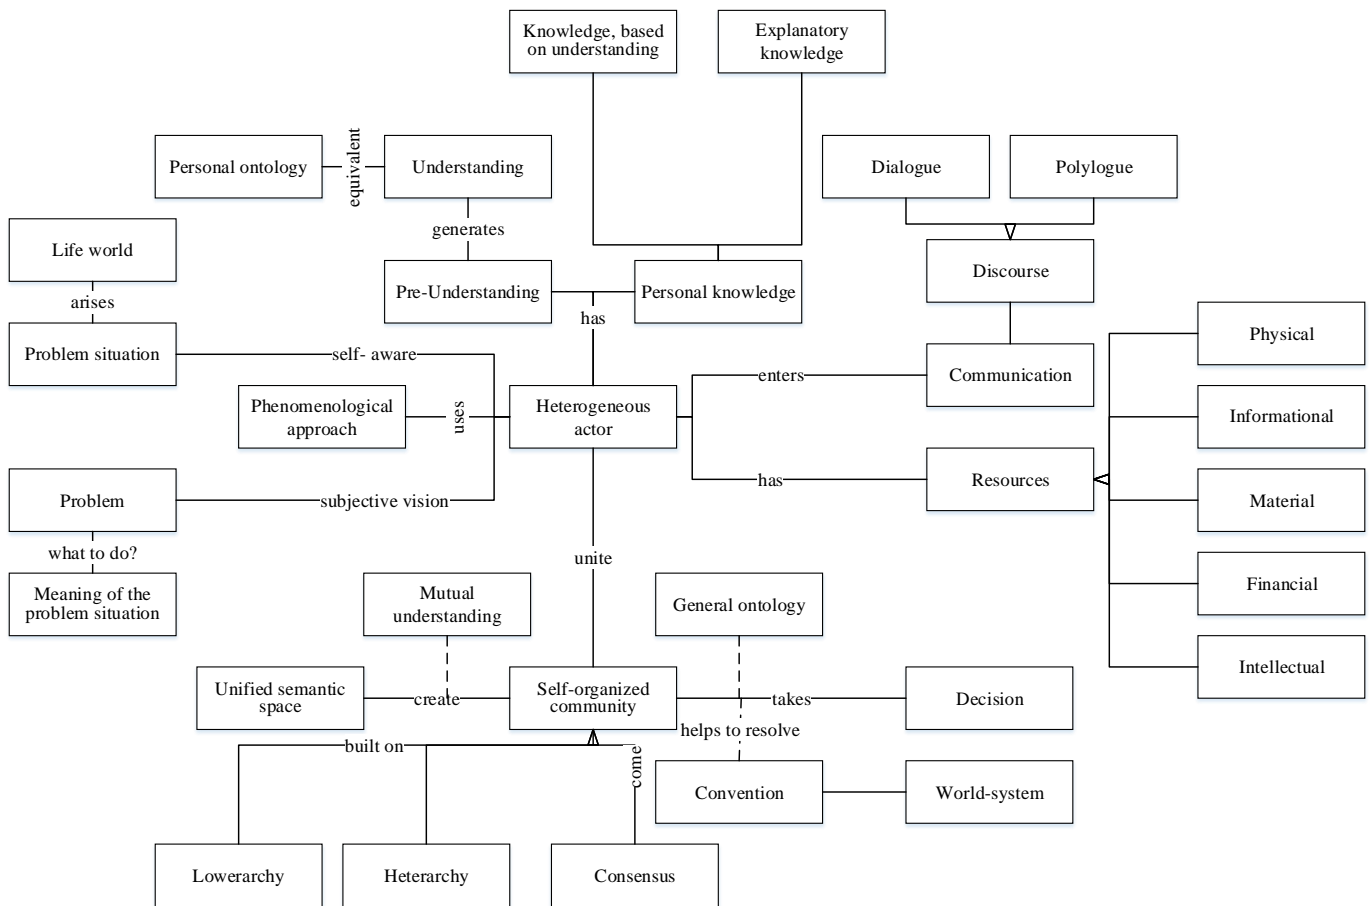 Knowledge, based
on understanding
Explanatory
knowledge
Personal ontology
equivalent
Understanding
Dialogue
Polylogue
Life world
generates
Discourse
arises
Pre-Understanding
Personal knowledge
has
Physical
Problem situation
self- aware
enters
Communication
Phenomenological
approach
uses
Heterogeneous
actor
Informational
Problem
subjective vision
has
Resources
Material
what to do?
unite
Meaning of the
problem situation
Mutual
understanding
General ontology
Financial
Unified semantic
space
create
Self-organized
community
takes
Decision
Intellectual
built on
come
helps to resolve
Convention
World-system
Lowerarchy
Heterarchy
Consensus